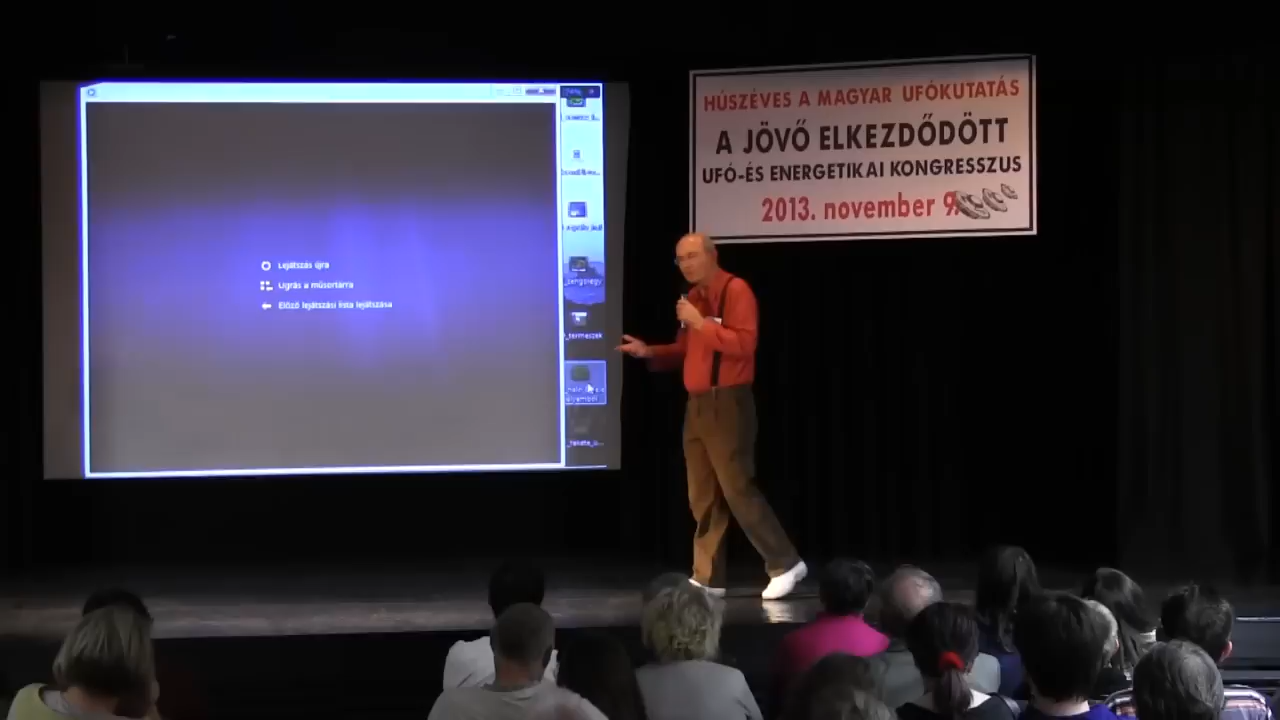 HÚSZÉVES A MAGYAR UFÓKUTATÁS
A JÖVŐ ELKEZDŐDÖTT
UFÓ-ÉS ENERGETIKAI KONGRESSZUS
2013. november 9.
Lejátszás újra
Ugrás a műsortárra
Előző lejátszási lista lejátszása
_termeszek